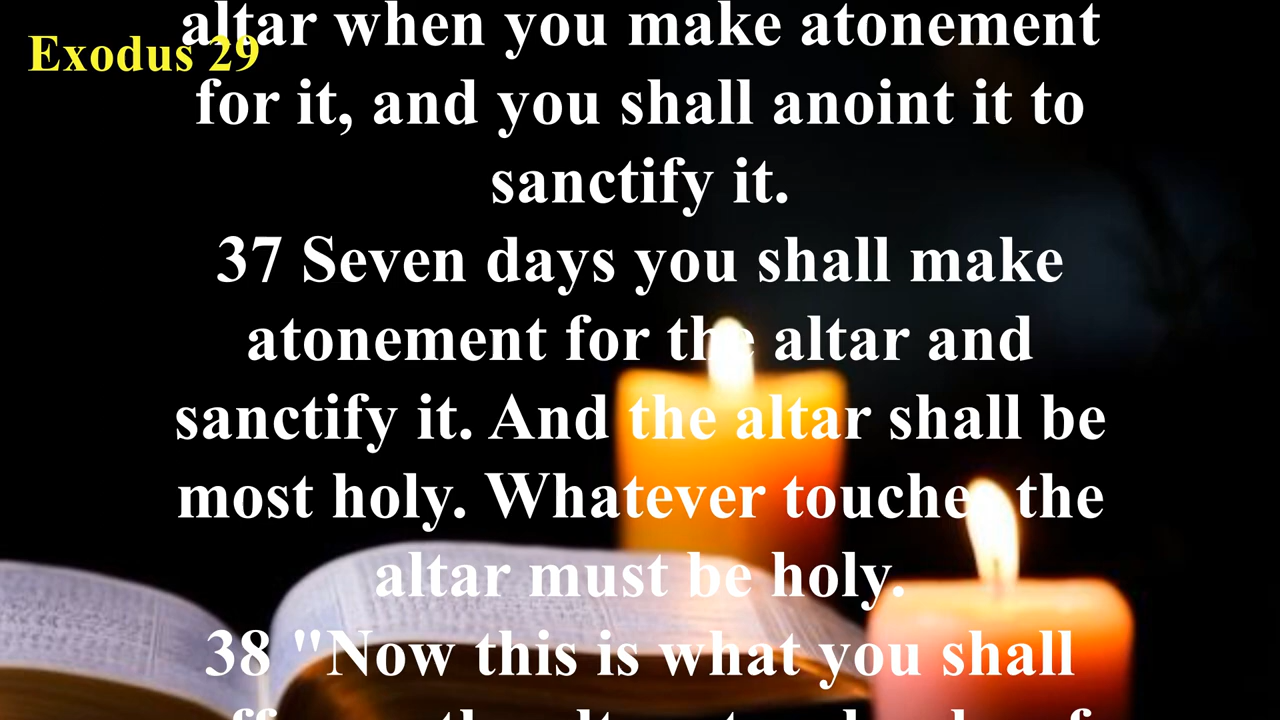 Exodus 29
altar when you make atonement
for it, and you shall anoint it to
sanctify it.
37 Seven days you shall make
atonement for the altar and
sanctify it. And the altar shall be
most holy. Whatever touches the
altar must be holy.
38 "Now this is what you shall